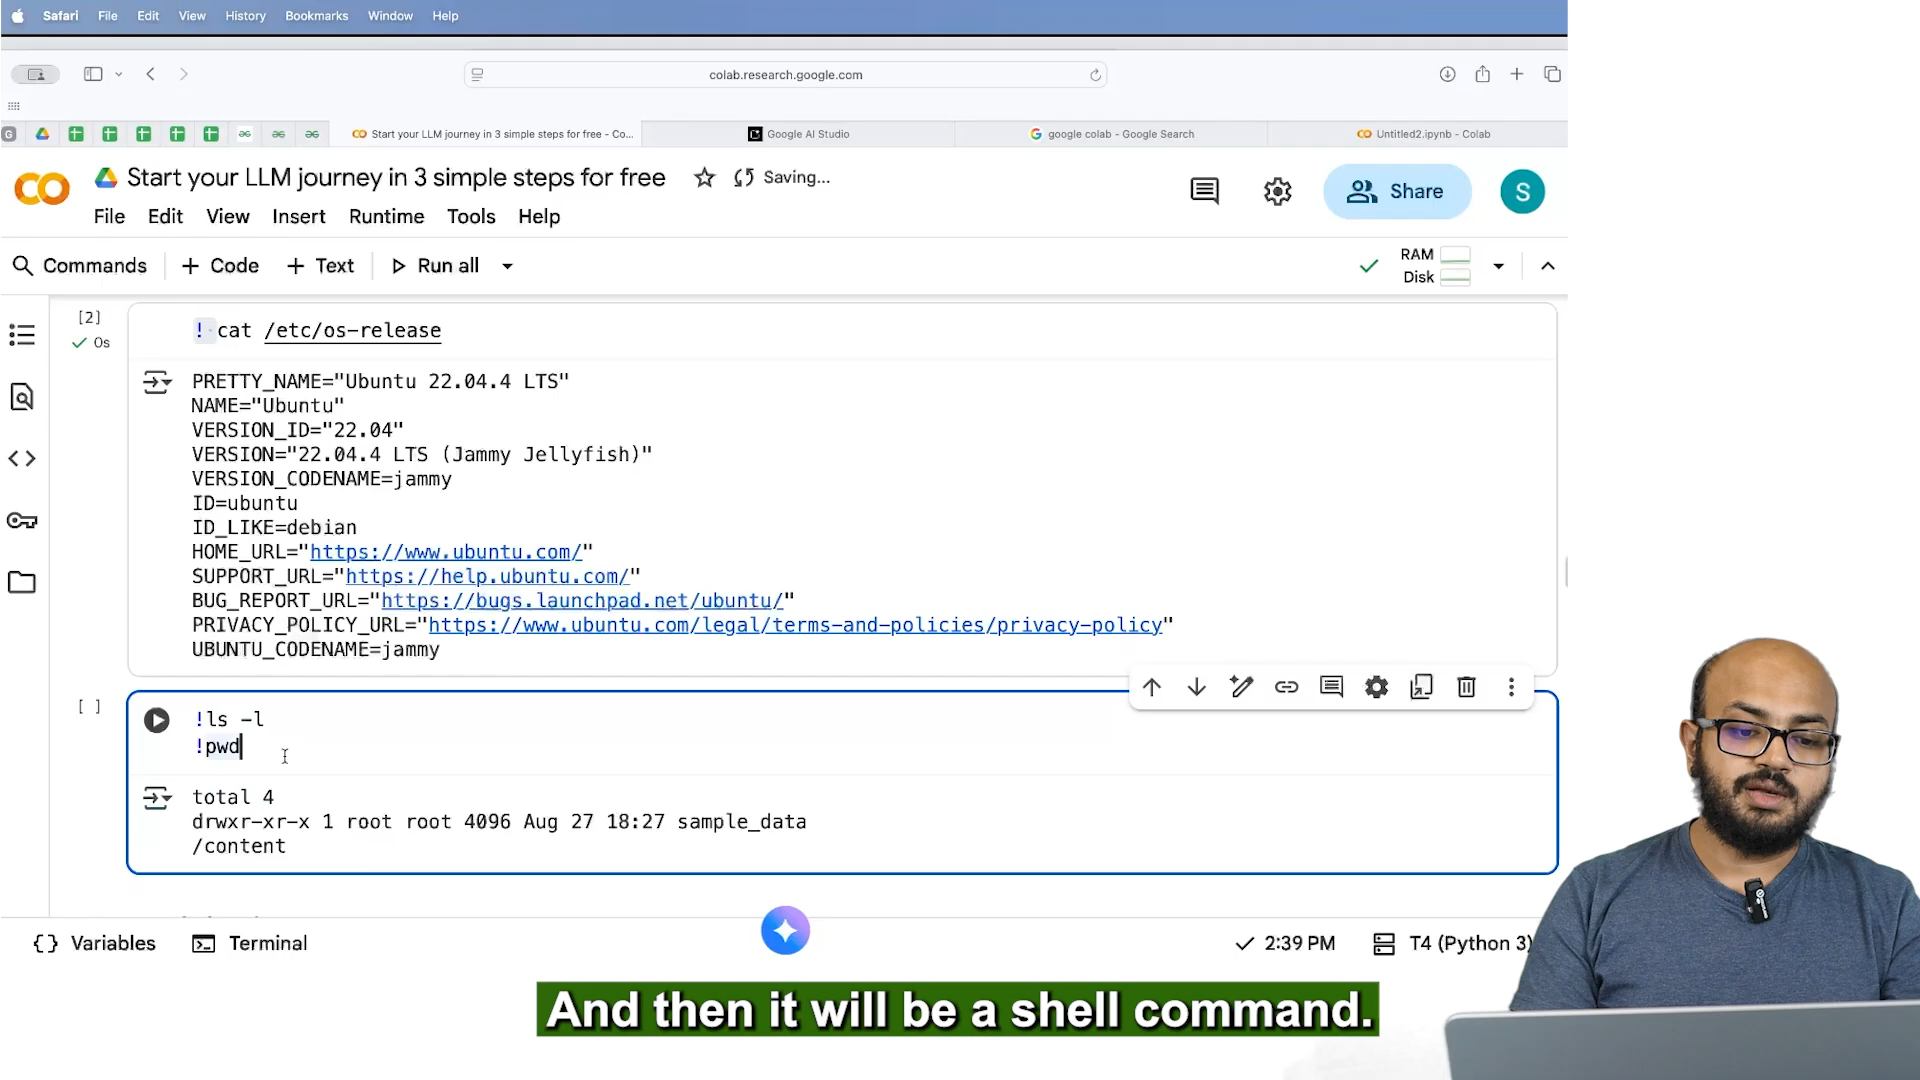 Safari File Edit View History Bookmarks Window Help
colab.research.google.com
G
Start your LLM journey in 3 simple steps for free - Co...
Google AI Studio
G google colab - Google Search
Untitled2.ipynb - Colab
CO Start your LLM journey in 3 simple steps for free Saving...
File Edit View Insert Runtime Tools Help
Share
S
Commands + Code + Text Run all
RAM
Disk
[2]
0s
! cat /etc/os-release
PRETTY_NAME="Ubuntu 22.04.4 LTS"
NAME="Ubuntu"
VERSION_ID="22.04"
VERSION="22.04.4 LTS (Jammy Jellyfish)"
VERSION_CODENAME=jammy
ID=ubuntu
ID_LIKE=debian
HOME_URL="https://www.ubuntu.com/"
SUPPORT_URL="https://help.ubuntu.com/"
BUG_REPORT_URL="https://bugs.launchpad.net/ubuntu/"
PRIVACY_POLICY_URL="https://www.ubuntu.com/legal/terms-and-policies/privacy-policy"
UBUNTU_CODENAME=jammy
[ ]
!ls -l
!pwd
total 4
drwxr-xr-x 1 root root 4096 Aug 27 18:27 sample_data
/content
{} Variables Terminal
2:39 PM T4 (Python 3)
And then it will be a shell command.